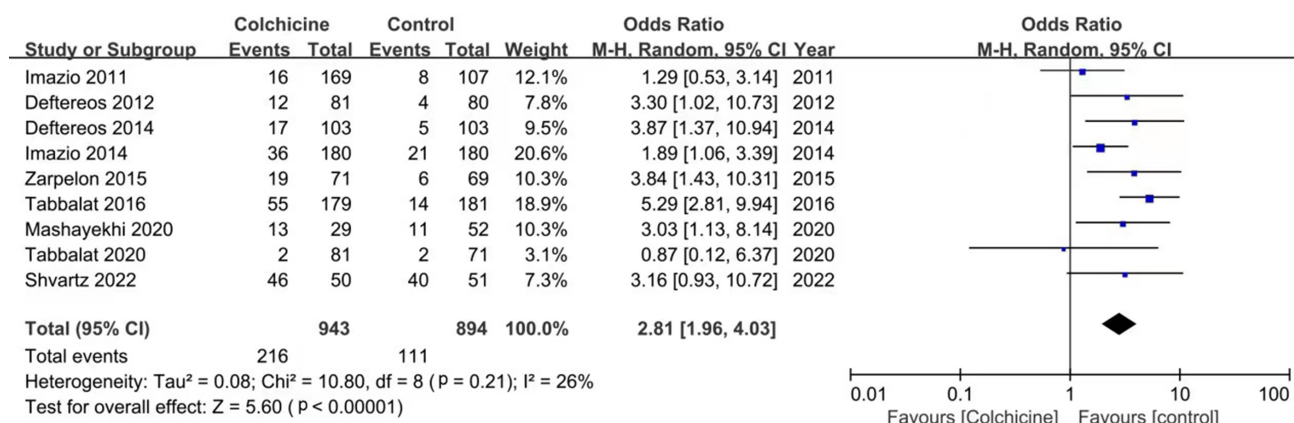 Colchicine Control Odds Ratio Odds Ratio
Study or Subgroup Events Total Events Total Weight M-H, Random, 95% CI Year M-H, Random, 95% CI
Imazio 2011 16 169 8 107 12.1% 1.29 [0.53, 3.14] 2011
Deftereos 2012 12 81 4 80 7.8% 3.30 [1.02, 10.73] 2012
Deftereos 2014 17 103 5 103 9.5% 3.87 [1.37, 10.94] 2014
Imazio 2014 36 180 21 180 20.6% 1.89 [1.06, 3.39] 2014
Zarpelon 2015 19 71 6 69 10.3% 3.84 [1.43, 10.31] 2015
Tabbalat 2016 55 179 14 181 18.9% 5.29 [2.81, 9.94] 2016
Mashayekhi 2020 13 29 11 52 10.3% 3.03 [1.13, 8.14] 2020
Tabbalat 2020 2 81 2 71 3.1% 0.87 [0.12, 6.37] 2020
Shvartz 2022 46 50 40 51 7.3% 3.16 [0.93, 10.72] 2022
Total (95% CI) 943 894 100.0% 2.81 [1.96, 4.03]
Total events 216 111
Heterogeneity: Tau² = 0.08; Chi² = 10.80, df = 8 ( p = 0.21); I² = 26%
Test for overall effect: Z = 5.60 ( p < 0.00001)
0.01 0.1 1 10 100
Favours [Colchicine] Favours [control]